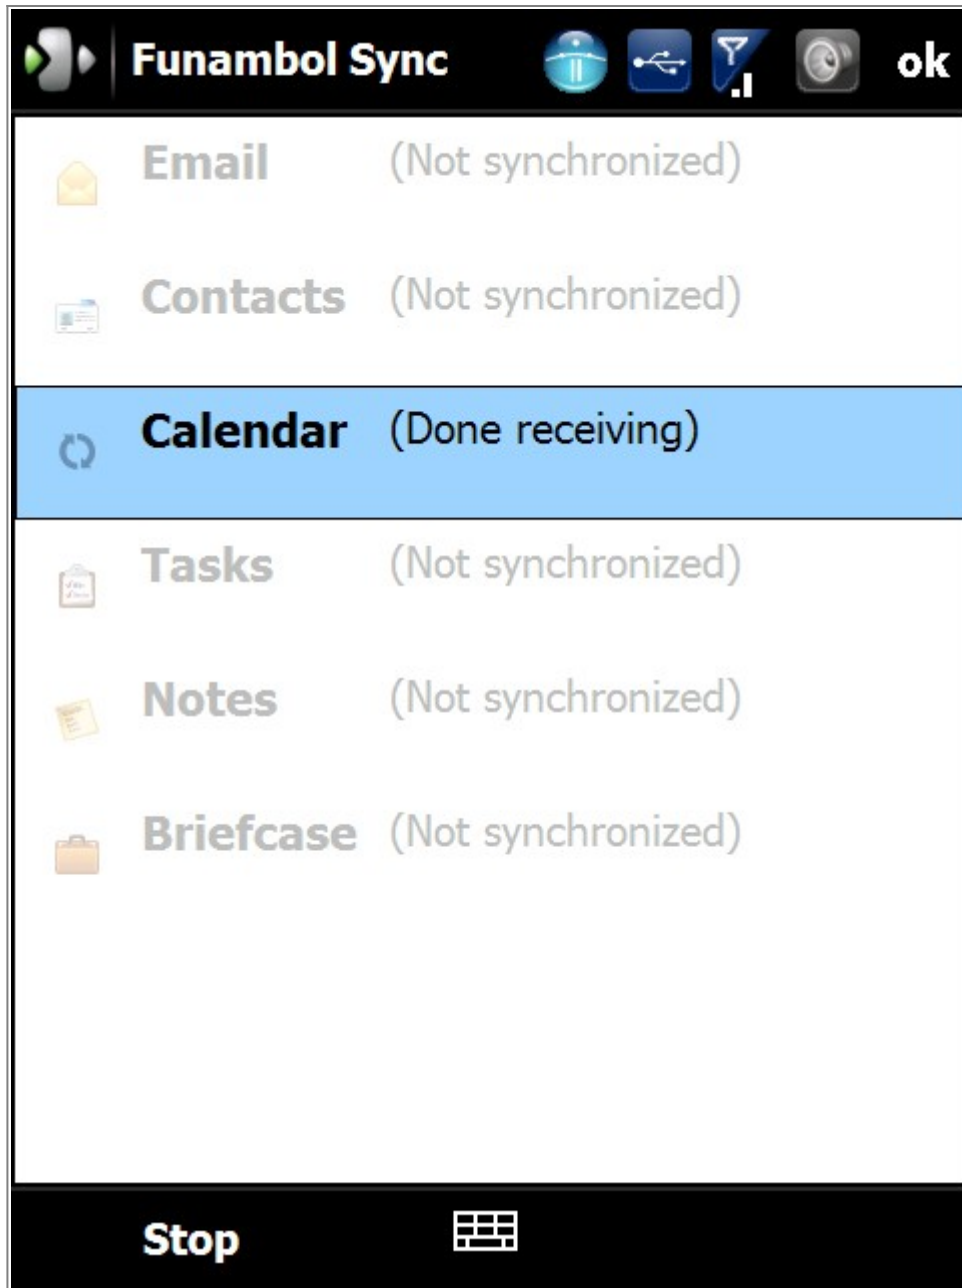 Funambol Sync ok
Email (Not synchronized)
Contacts (Not synchronized)
Calendar (Done receiving)
Tasks (Not synchronized)
Notes (Not synchronized)
Briefcase (Not synchronized)
Stop